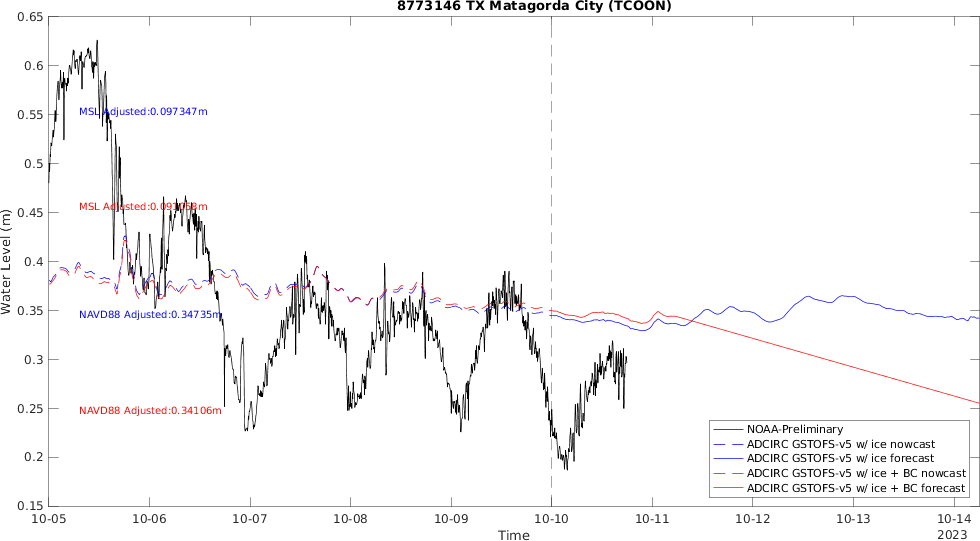 8773146 TX Matagorda City (TCOON)
0.65
0.6
0.55
0.5
0.45
0.4
0.35
0.3
0.25
0.2
0.15
Water Level (m)
MSL Adjusted:0.097347m
MSL Adjusted:
NAVD88 Adjusted:0.34735m
NAVD88 Adjusted:0.34106m
NOAA-Preliminary
ADCIRC GSTOFS-v5 w/ ice nowcast
ADCIRC GSTOFS-v5 w/ ice forecast
ADCIRC GSTOFS-v5 w/ ice + BC nowcast
ADCIRC GSTOFS-v5 w/ ice + BC forecast
10-05 10-06 10-07 10-08 10-09 10-10 10-11 10-12 10-13 10-14
Time
2023